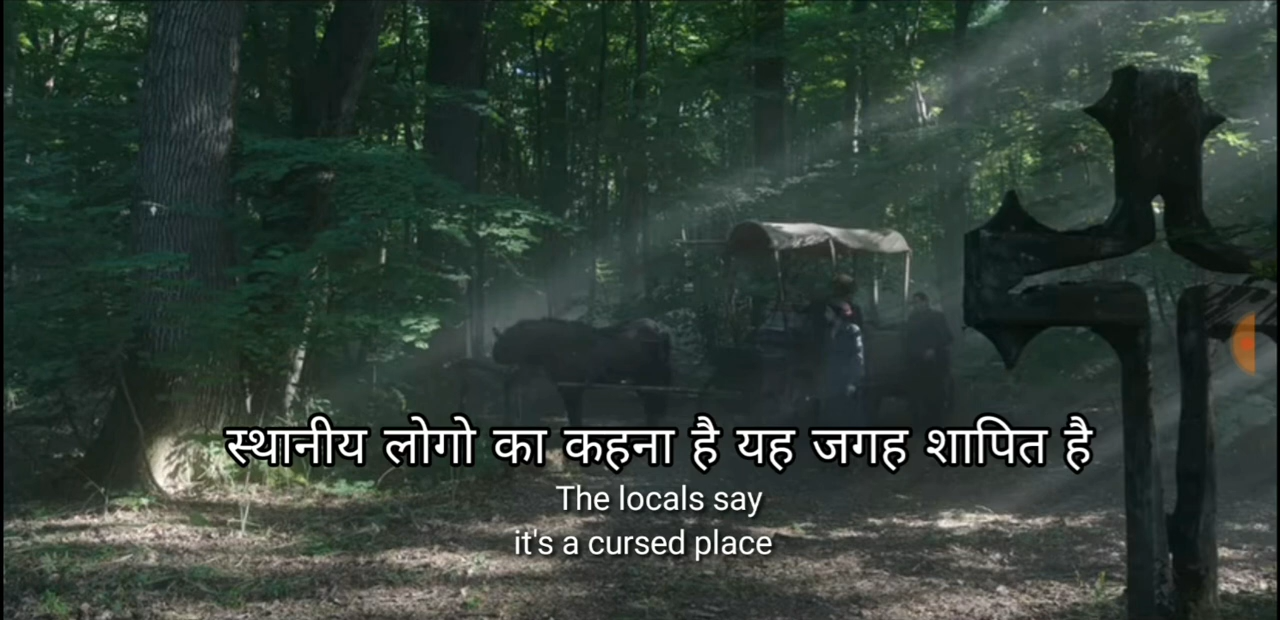 स्थानीय लोगो का कहना है यह जगह शापित है
The locals say
it's a cursed place